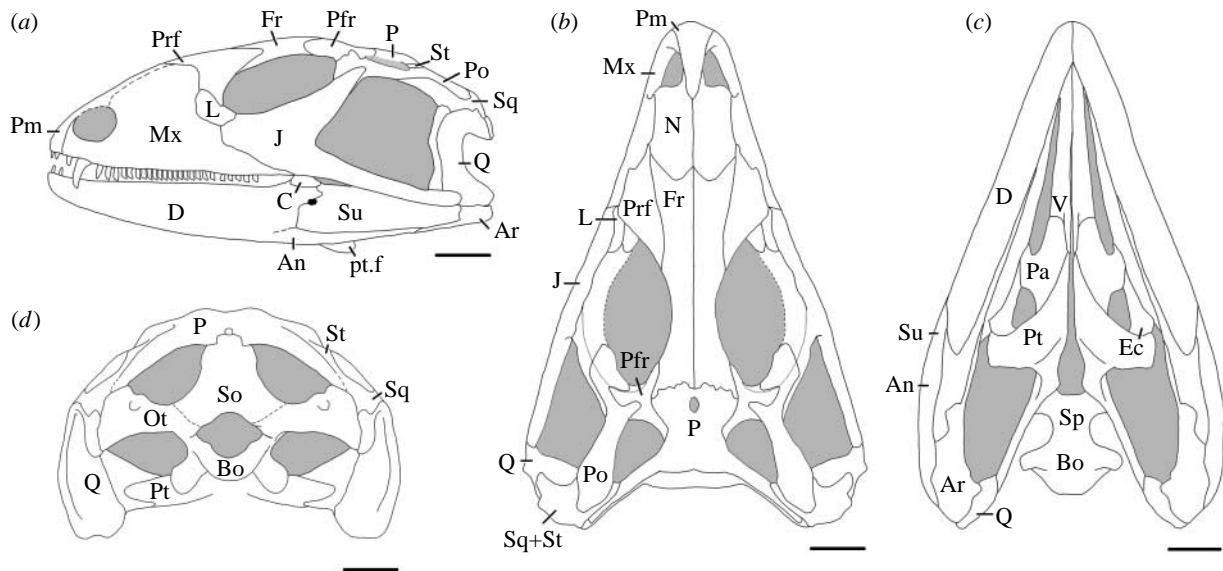 (a)
Fr
Pfr
P
St
Po
Sq
Prf
L
Pm
Mx
J
Q
C
D
Su
Ar
An
pt.f
(b)
Pm
Mx
N
Prf
Fr
L
J
Pfr
P
Q
Po
Sq+St
(c)
D
V
Pa
Su
Pt
Ec
An
Sp
Bo
Ar
Q
(d)
P
St
So
Sq
Ot
Bo
Q
Pt